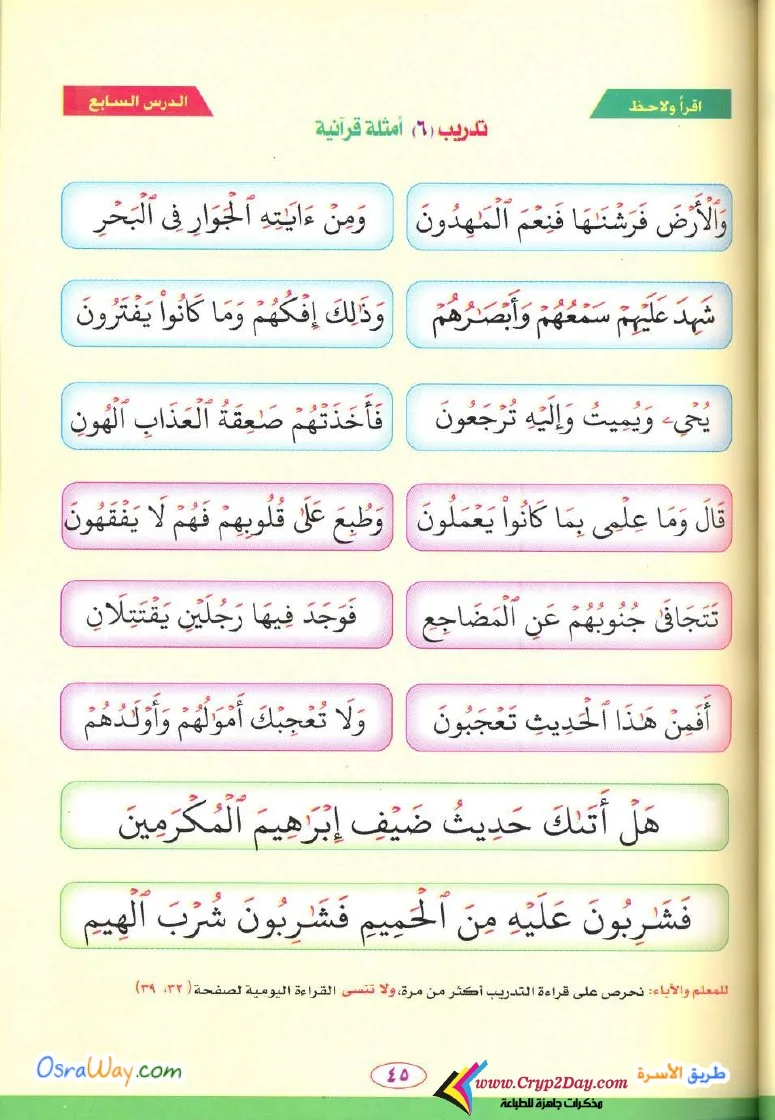 اقرأ ولاحظ
الدرس السابع
تدريب (٦) أمثلة قرآنية
وَٱلۡأَرۡضَ فَرَشۡنَٰهَا فَنِعۡمَ ٱلۡمَٰهِدُونَ
وَمِنۡ ءَايَٰتِهِ ٱلۡجَوَارِ فِي ٱلۡبَحۡرِ
شَهِدَ عَلَيۡهِمۡ سَمۡعُهُمۡ وَأَبۡصَٰرُهُمۡ
وَذَٰلِكَ إِفۡكُهُمۡ وَمَا كَانُواْ يَفۡتَرُونَ
يُحۡيِۦ وَيُمِيتُ وَإِلَيۡهِ تُرۡجَعُونَ
فَأَخَذَتۡهُمۡ صَٰعِقَةُ ٱلۡعَذَابِ ٱلۡهُونِ
قَالَ وَمَا عِلۡمِي بِمَا كَانُواْ يَعۡمَلُونَ
وَطُبِعَ عَلَىٰ قُلُوبِهِمۡ فَهُمۡ لَا يَفۡقَهُونَ
تَتَجَافَىٰ جُنُوبُهُمۡ عَنِ ٱلۡمَضَاجِعِ
فَوَجَدَ فِيهَا رَجُلَيۡنِ يَقۡتَتِلَانِ
أَفَمِنۡ هَٰذَا ٱلۡحَدِيثِ تَعۡجَبُونَ
وَلَا تُعۡجِبۡكَ أَمۡوَٰلُهُمۡ وَأَوۡلَٰدُهُمۡ
هَلۡ أَتَىٰكَ حَدِيثُ ضَيۡفِ إِبۡرَٰهِيمَ ٱلۡمُكۡرَمِينَ
فَشَٰرِبُونَ عَلَيۡهِ مِنَ ٱلۡحَمِيمِ فَشَٰرِبُونَ شُرۡبَ ٱلۡهِيمِ
للمعلم والآباء: نحرص على قراءة التدريب أكثر من مرة، ولا تنسى القراءة اليومية لصفحة (٣٢، ٣٩)
طريق الأسرة
www.Cryp2Day.com
مذكرات جاهزة للطباعة
٤٥
OsraWay.com